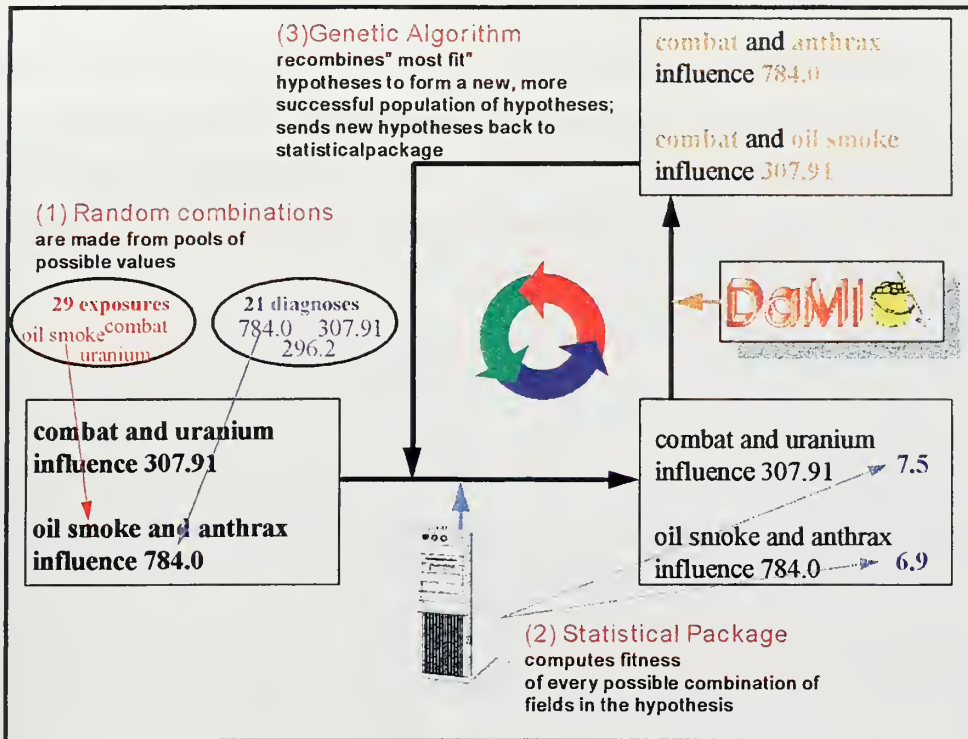 (3)Genetic Algorithm
recombines" most fit"
hypotheses to form a new, more
successful population of hypotheses;
sends new hypotheses back to
statisticalpackage
combat and anthrax
influence 784.0
combat and oil smoke
influence 307.91
(1) Random combinations
are made from pools of
possible values
29 exposures
oil smoke combat
uranium
21 diagnoses
784.0 307.91
296.2
DaMI
combat and uranium
influence 307.91
oil smoke and anthrax
influence 784.0
combat and uranium
influence 307.91 7.5
oil smoke and anthrax
influence 784.0 6.9
(2) Statistical Package
computes fitness
of every possible combination of
fields in the hypothesis